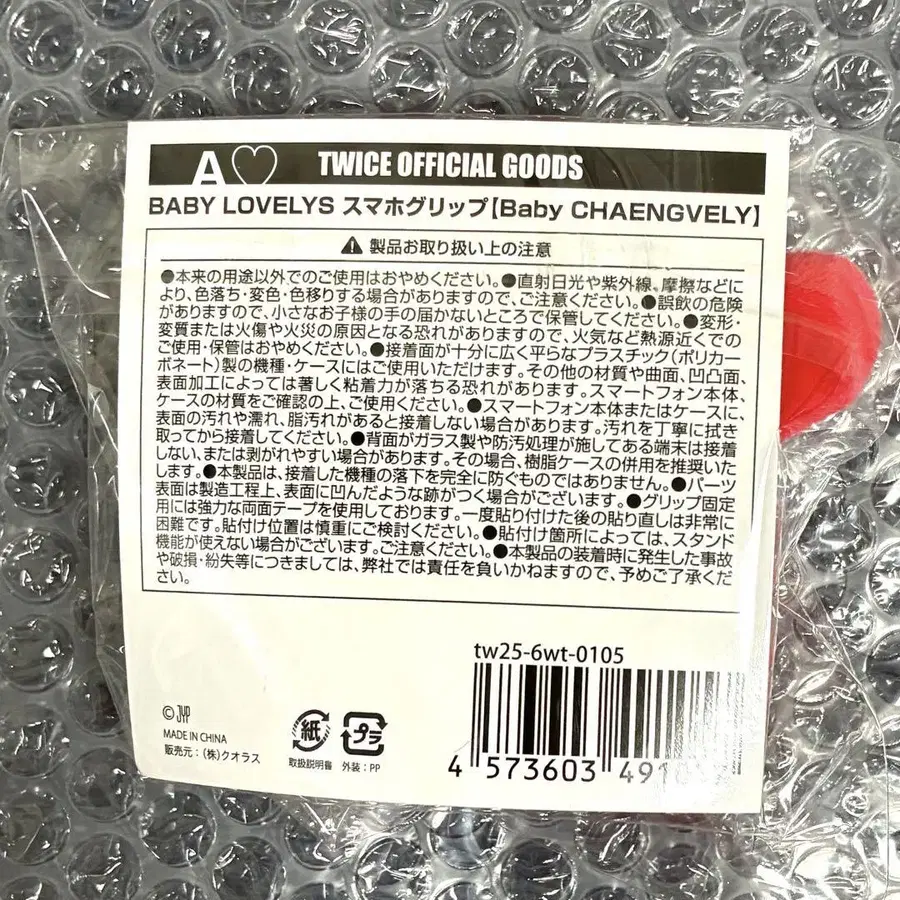 A♡ TWICE OFFICIAL GOODS
BABY LOVELYS スマホグリップ【Baby CHAENGVELY】
⚠ 製品お取り扱い上の注意
●本来の用途以外でのご使用はおやめください。●直射日光や紫外線、摩擦などに
より、色落ち・変色・色移りする場合がありますので、ご注意ください。●誤飲の危険
がありますので、小さなお子様の手の届かないところで保管してください。●変形・
変質または火傷や火災の原因となる恐れがありますので、火気など熱源近くでの
ご使用・保管はおやめください。●接着面が十分に広く平らなプラスチック(ポリカー
ボネート)製の機種・ケースにはご使用いただけます。その他の材質や曲面、凹凸面、
表面加工によっては著しく粘着力が落ちる恐れがあります。スマートフォン本体、
ケースの材質をご確認の上、ご使用ください。●スマートフォン本体またはケースに、
表面の汚れや濡れ、脂汚れがあると接着しない場合があります。汚れを丁寧に拭き
取ってから接着してください。●背面がガラス製や防汚処理が施してある端末は接着
しない、または剥がれやすい場合があります。その場合、樹脂ケースの併用を推奨いた
します。●本製品は、接着した機種の落下を完全に防ぐものではありません。●パーツ
表面は製造工程上、表面に凹んだような跡がつく場合がございます。●グリップ固定
用には強力な両面テープを使用しております。一度貼り付けた後の貼り直しは非常に
困難です。貼付け位置は慎重にご検討ください。●貼付け箇所によっては、スタンド
機能が使えない場合がございます。ご注意ください。●本製品の装着時に発生した事故
や破損・紛失等につきましては、弊社では責任を負いかねますので、予めご了承くだ
さい。
tw25-6wt-0105
© JYP
MADE IN CHINA
販売元:(株)クオラス
紙
取扱説明書
プラ
外装:PP
4 573603 491